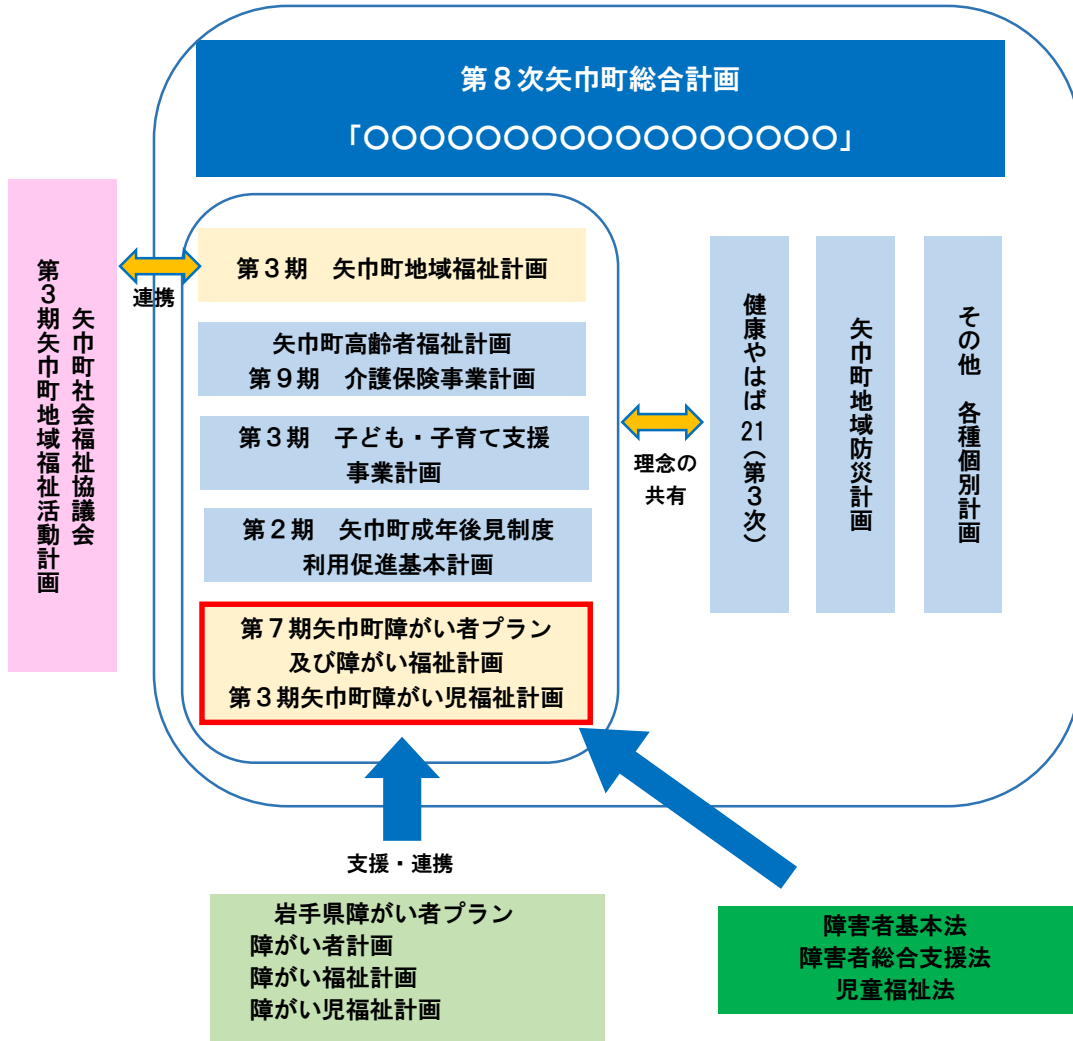 第８次矢巾町総合計画
「〇〇〇〇〇〇〇〇〇〇〇〇〇〇〇〇〇」
矢巾町社会福祉協議会
第３期矢巾町地域福祉活動計画
連携
第３期　矢巾町地域福祉計画
矢巾町高齢者福祉計画
第９期　介護保険事業計画
第３期　子ども・子育て支援
事業計画
第２期　矢巾町成年後見制度
利用促進基本計画
第７期矢巾町障がい者プラン
及び障がい福祉計画
第３期矢巾町障がい児福祉計画
理念の
共有
健康やはば21（第３次）
矢巾町地域防災計画
その他　各種個別計画
支援・連携
岩手県障がい者プラン
障がい者計画
障がい福祉計画
障がい児福祉計画
障害者基本法
障害者総合支援法
児童福祉法